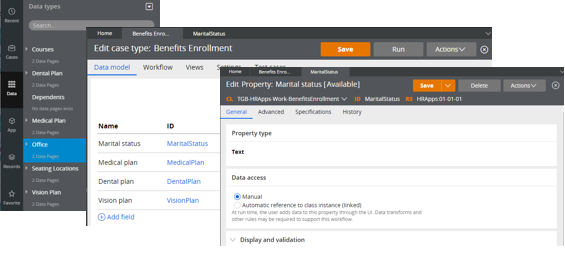 Recent
Cases
Data
App
Records
Favorite
Data types
Search...
Courses
2 Data Pages
Dental Plan
2 Data Pages
Dependents
No data pages exist
Medical Plan
2 Data Pages
Office
2 Data Pages
Seating Locations
2 Data Pages
Vision Plan
2 Data Pages
Home Benefits Enro... MaritalStatus
Edit case type: Benefits Enrollment Save Run Actions
Data model Workflow Views
Name ID
Marital status MaritalStatus
Medical plan MedicalPlan
Dental plan DentalPlan
Vision plan VisionPlan
Add field
Home Benefits Enro... MaritalStatus
Edit Property: Marital status [Available] Save Delete Actions
CL TGB-HRApps-Work-BenefitsEnrollment ID MaritalStatus RS HRApps:01-01-01
General Advanced Specifications History
Property type
Text
Data access
Manual
Automatic reference to class instance (linked)
At run time, the user adds data to this property through the UI. Data transforms and
other rules may be required to support this workflow.
Display and validation